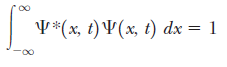 ∫_{-∞}^{∞} Ψ*(x, t)Ψ(x, t) dx = 1